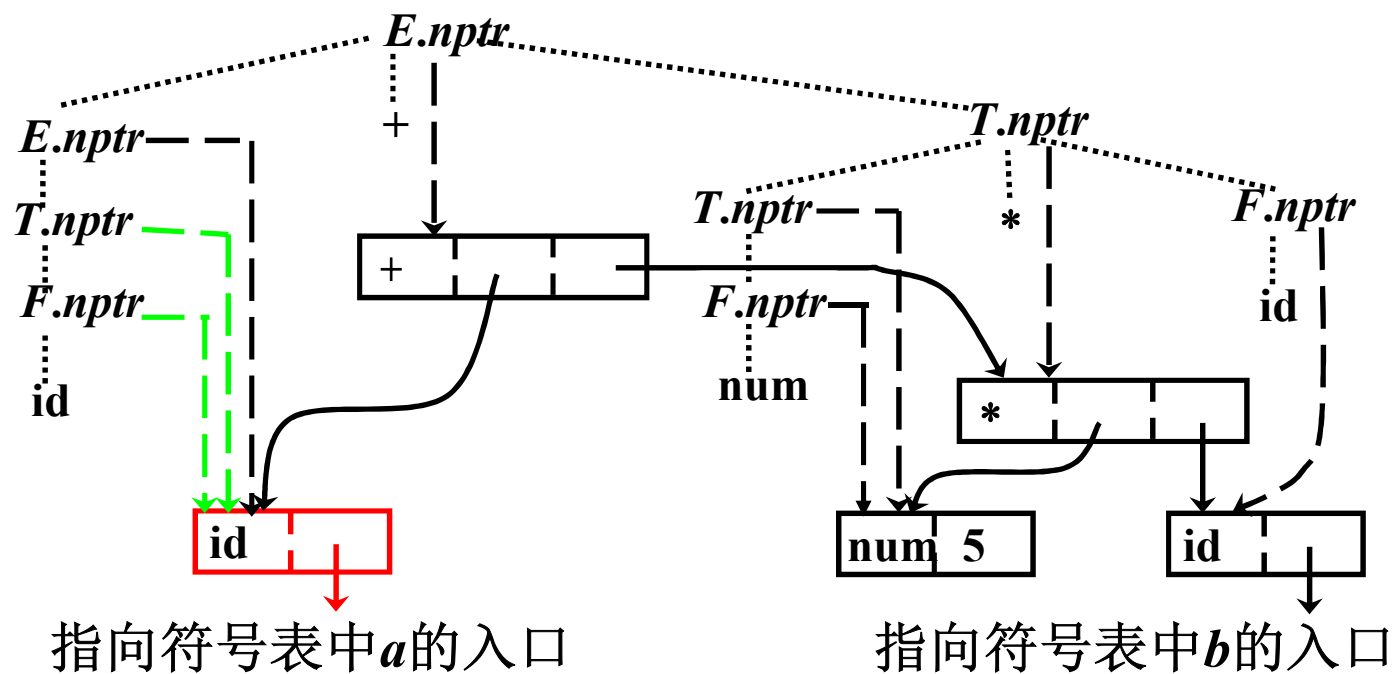 E.nptr
+
T.nptr
E.nptr
T.nptr
*
F.nptr
T.nptr
+
F.nptr
F.nptr
id
id
num
*
id
num 5
id
指向符号表中a的入口
指向符号表中b的入口